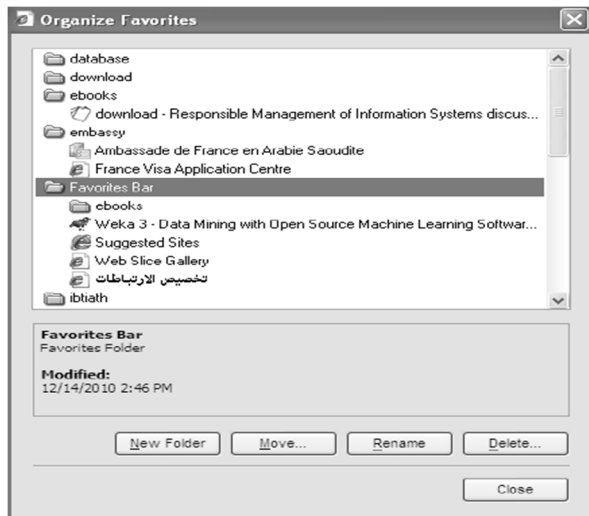 Organize Favorites
database
download
ebooks
download - Responsible Management of Information Systems discus...
embassy
Ambassade de France en Arabie Saoudite
France Visa Application Centre
Favorites Bar
ebooks
Weka 3 - Data Mining with Open Source Machine Learning Softwar...
Suggested Sites
Web Slice Gallery
تخصيص الارتباطات
ibtiath
Favorites Bar
Favorites Folder
Modified:
12/14/2010 2:46 PM
New Folder Move... Rename Delete...
Close